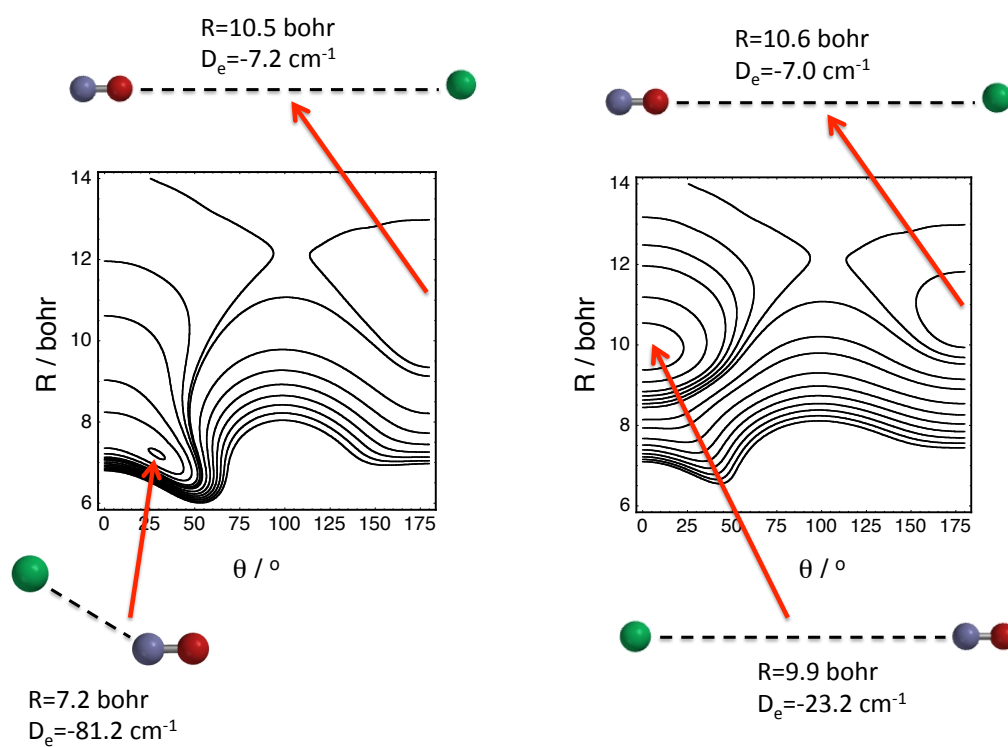 R=10.5 bohr
Dₑ=-7.2 cm⁻¹
R=10.6 bohr
Dₑ=-7.0 cm⁻¹
14
12
10
8
6
R / bohr
0 25 50 75 100 125 150 175
θ / °
14
12
10
8
6
R / bohr
0 25 50 75 100 125 150 175
θ / °
R=7.2 bohr
Dₑ=-81.2 cm⁻¹
R=9.9 bohr
Dₑ=-23.2 cm⁻¹